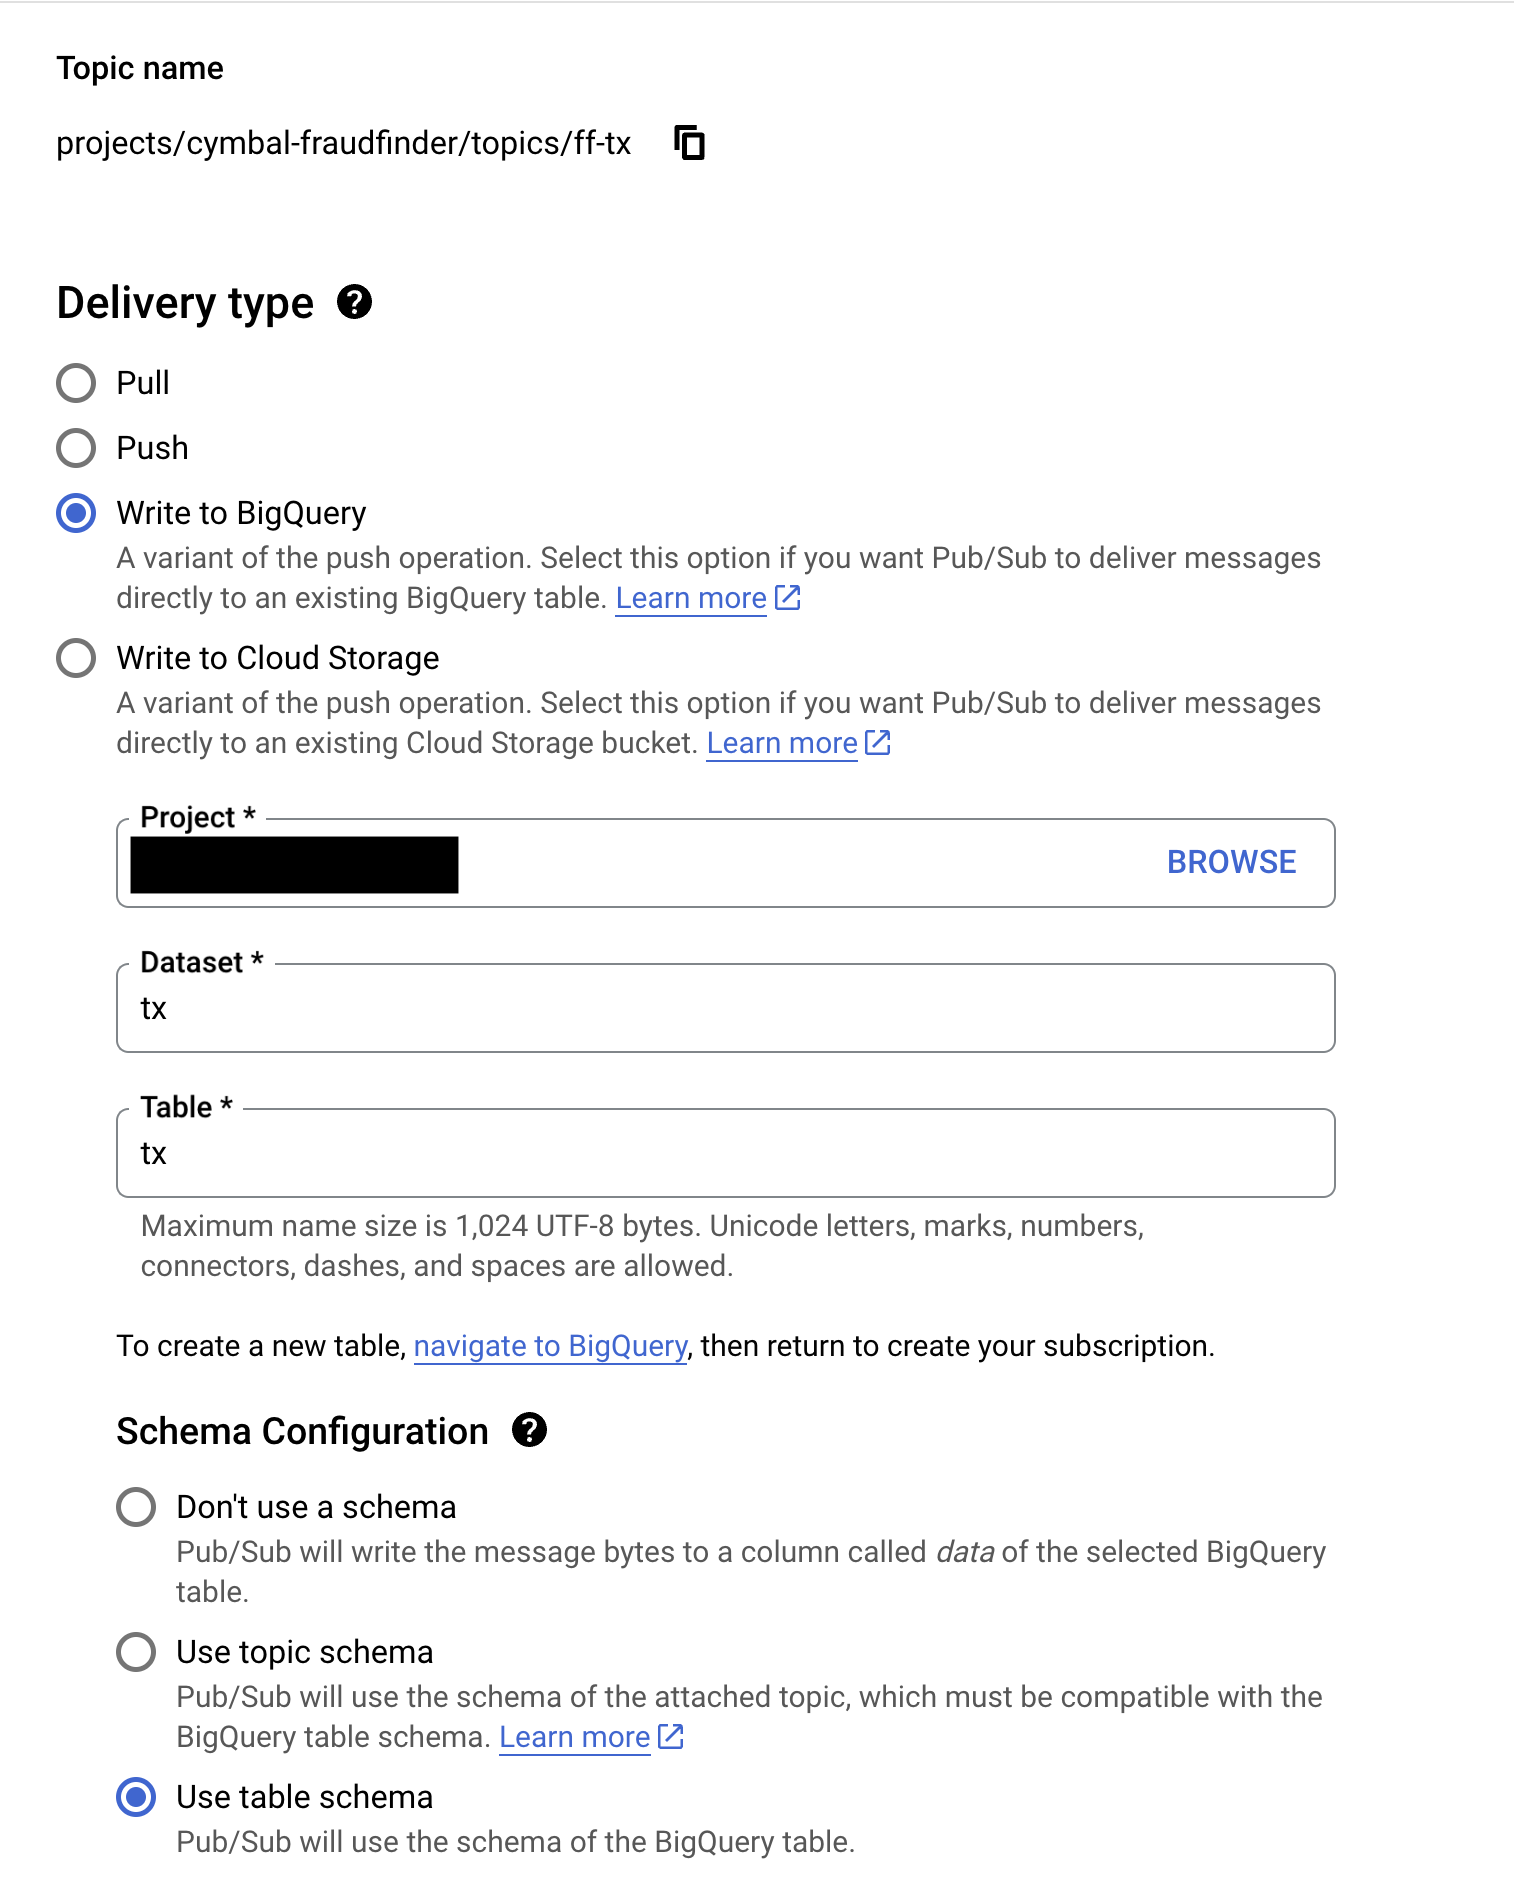 Topic name
projects/cymbal-fraudfinder/topics/ff-tx
Delivery type
Pull
Push
Write to BigQuery
A variant of the push operation. Select this option if you want Pub/Sub to deliver messages
directly to an existing BigQuery table. Learn more
Write to Cloud Storage
A variant of the push operation. Select this option if you want Pub/Sub to deliver messages
directly to an existing Cloud Storage bucket. Learn more
Project *
BROWSE
Dataset *
tx
Table *
tx
Maximum name size is 1,024 UTF-8 bytes. Unicode letters, marks, numbers,
connectors, dashes, and spaces are allowed.
To create a new table, navigate to BigQuery, then return to create your subscription.
Schema Configuration
Don't use a schema
Pub/Sub will write the message bytes to a column called data of the selected BigQuery
table.
Use topic schema
Pub/Sub will use the schema of the attached topic, which must be compatible with the
BigQuery table schema. Learn more
Use table schema
Pub/Sub will use the schema of the BigQuery table.